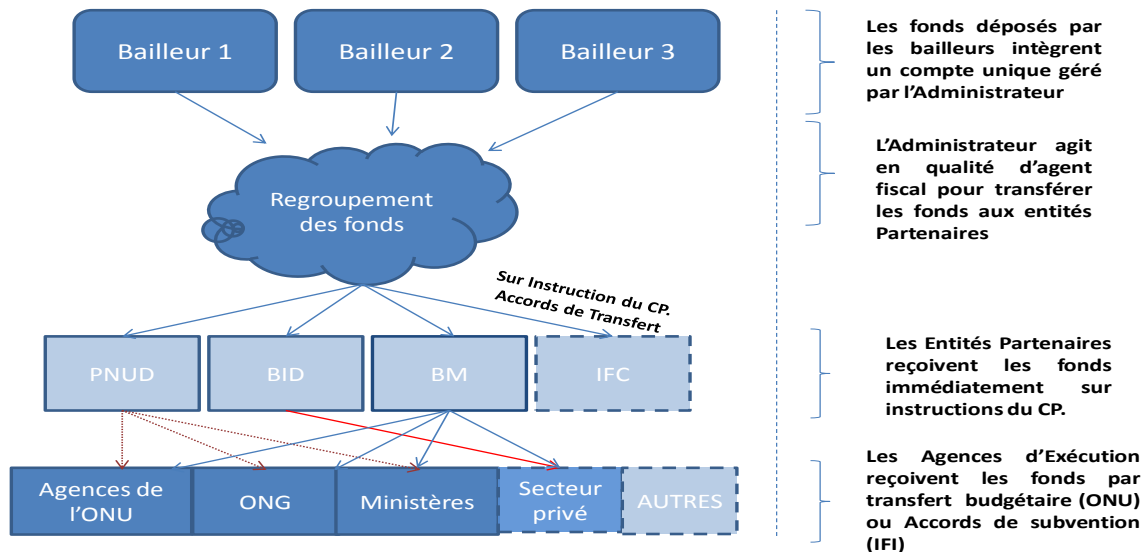 Bailleur 1
Bailleur 2
Bailleur 3
Les fonds déposés par
les bailleurs intègrent
un compte unique géré
par l’Administrateur
Regroupement
des fonds
L’Administrateur agit
en qualité d’agent
fiscal pour transférer
les fonds aux entités
Partenaires
Sur Instruction du CP.
Accords de Transfert
PNUD
BID
BM
IFC
Les Entités Partenaires
reçoivent les fonds
immédiatement sur
instructions du CP.
Agences de
l’ONU
ONG
Ministères
Secteur
privé
AUTRES
Les Agences d’Exécution
reçoivent les fonds par
transfert budgétaire (ONU)
ou Accords de subvention
(IFI)